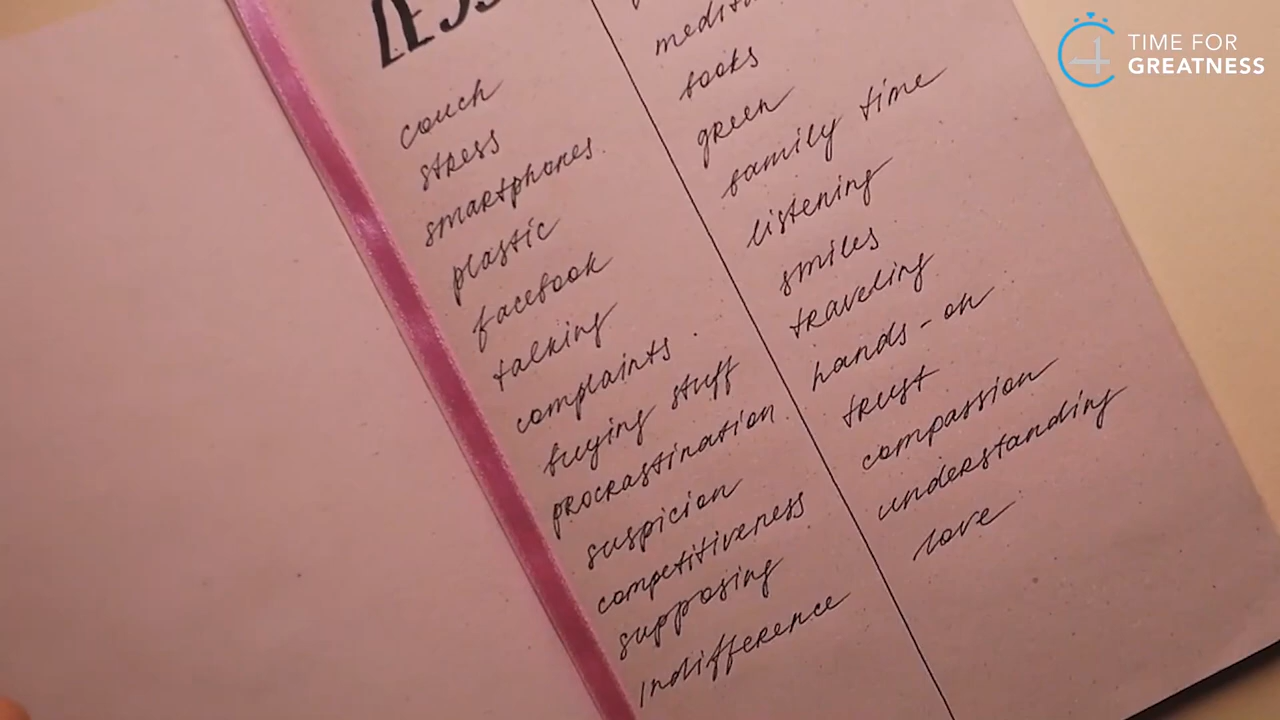 LESS
couch
stress
smartphones.
plastic
facebook
talking
complaints.
buying stuff
procrastination.
suspicion
competitiveness
supposing
indifference
books
green
family time
listening
smiles
traveling
hands-on
trust
compassion
understanding
love
TIME FOR
GREATNESS